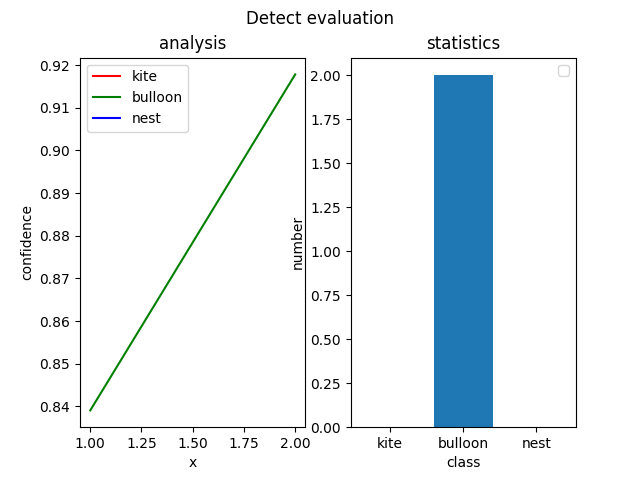 Detect evaluation
analysis
0.92
0.91
0.90
0.89
0.88
0.87
0.86
0.85
0.84
confidence
kite
bulloon
nest
1.00 1.25 1.50 1.75 2.00
x
statistics
2.00
1.75
1.50
1.25
1.00
0.75
0.50
0.25
0.00
number
kite bulloon nest
class